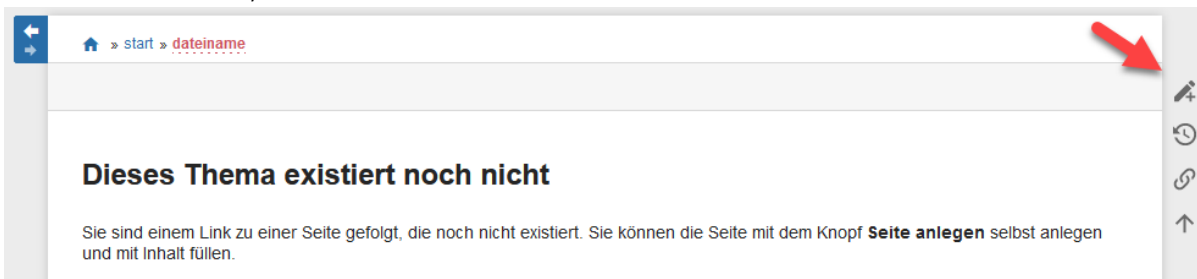 » start » dateiname
Dieses Thema existiert noch nicht
Sie sind einem Link zu einer Seite gefolgt, die noch nicht existiert. Sie können die Seite mit dem Knopf Seite anlegen selbst anlegen
und mit Inhalt füllen.